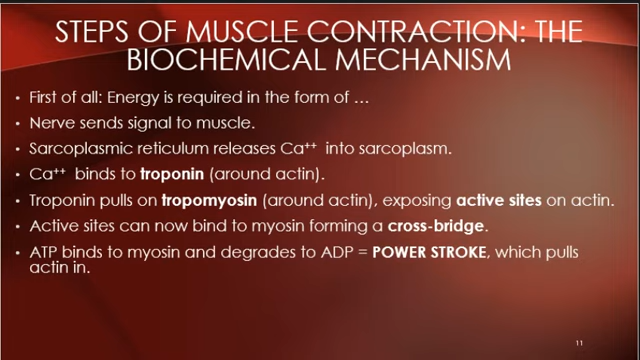 STEPS OF MUSCLE CONTRACTION: THE
BIOCHEMICAL MECHANISM
• First of all: Energy is required in the form of …
• Nerve sends signal to muscle.
• Sarcoplasmic reticulum releases Ca⁺⁺ into sarcoplasm.
• Ca⁺⁺ binds to troponin (around actin).
• Troponin pulls on tropomyosin (around actin), exposing active sites on actin.
• Active sites can now bind to myosin forming a cross-bridge.
• ATP binds to myosin and degrades to ADP = POWER STROKE, which pulls
actin in.
11